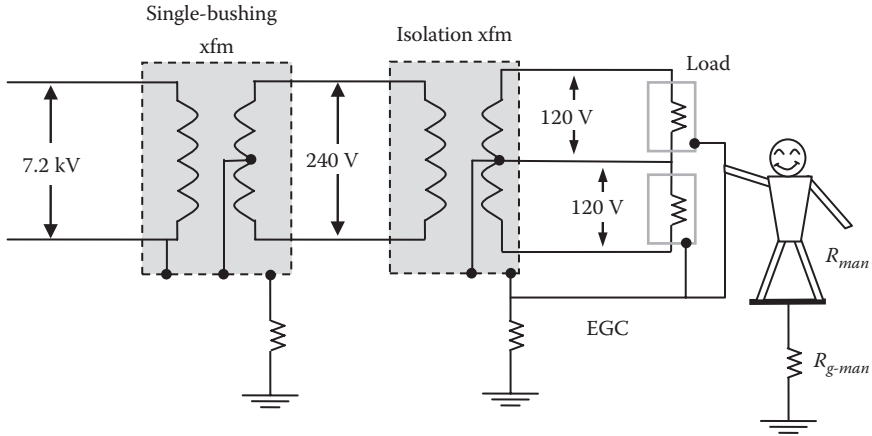 Single-bushing
xfm
Isolation xfm
Load
7.2 kV
240 V
120 V
120 V
R_man
EGC
R_g-man